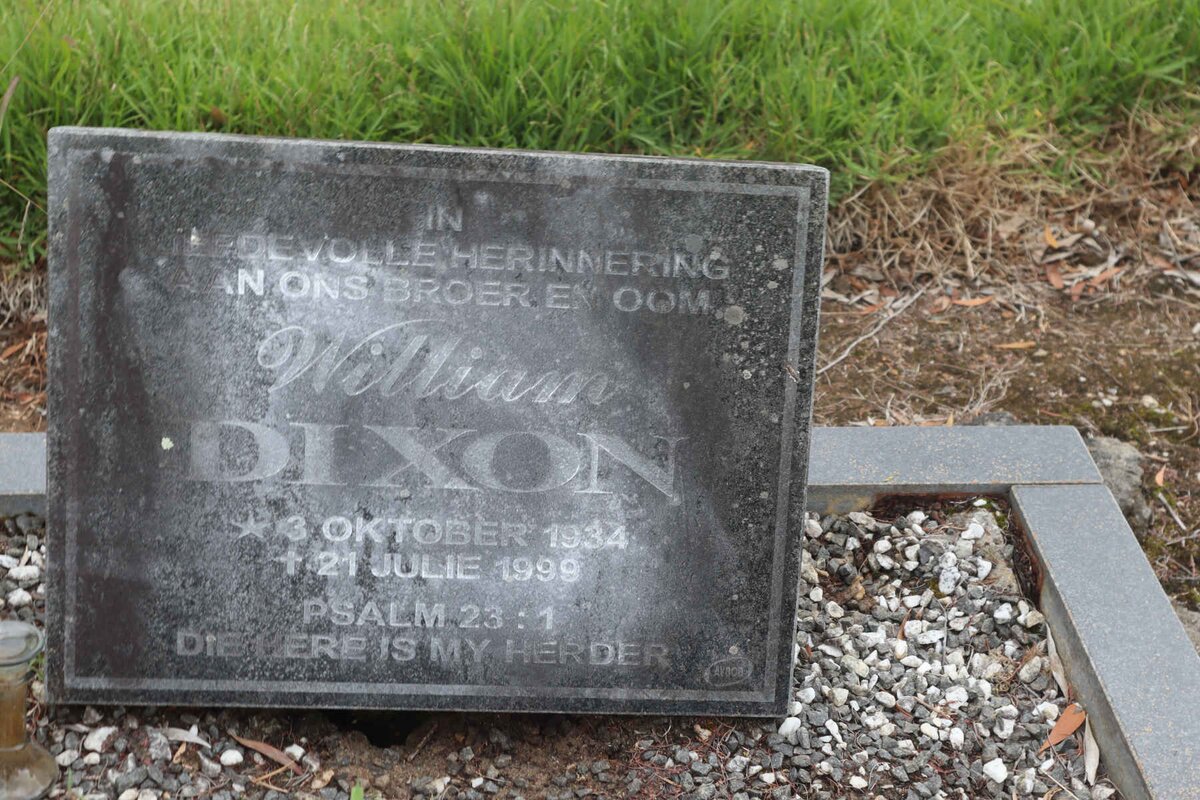 IN
LIEFDEVOLLE HERINNERING
AAN ONS BROER EN OOM
William
DIXON
★ 3 OKTOBER 1934
✝ 21 JULIE 1999
PSALM 23 : 1
DIE HERE IS MY HERDER